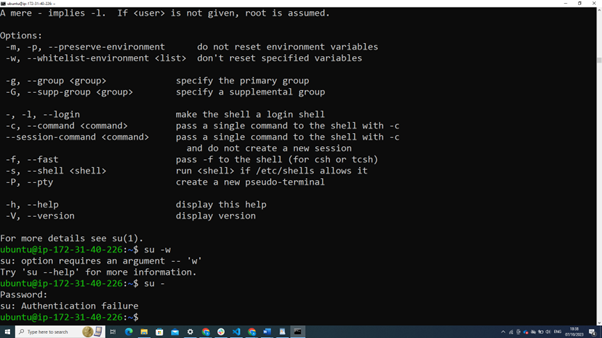 ubuntu@ip-172-31-40-226: ~
A mere - implies -l.  If <user> is not given, root is assumed.
Options:
-m, -p, --preserve-environment      do not reset environment variables
-w, --whitelist-environment <list>  don't reset specified variables
-g, --group <group>             specify the primary group
-G, --supp-group <group>        specify a supplemental group
-, -l, --login                  make the shell a login shell
-c, --command <command>         pass a single command to the shell with -c
--session-command <command>     pass a single command to the shell with -c
and do not create a new session
-f, --fast                      pass -f to the shell (for csh or tcsh)
-s, --shell <shell>             run <shell> if /etc/shells allows it
-P, --pty                       create a new pseudo-terminal
-h, --help                      display this help
-V, --version                   display version
For more details see su(1).
ubuntu@ip-172-31-40-226:~$ su -w
su: option requires an argument -- 'w'
Try 'su --help' for more information.
ubuntu@ip-172-31-40-226:~$ su -
Password:
su: Authentication failure
ubuntu@ip-172-31-40-226:~$
Type here to search
ENG
07/10/2023